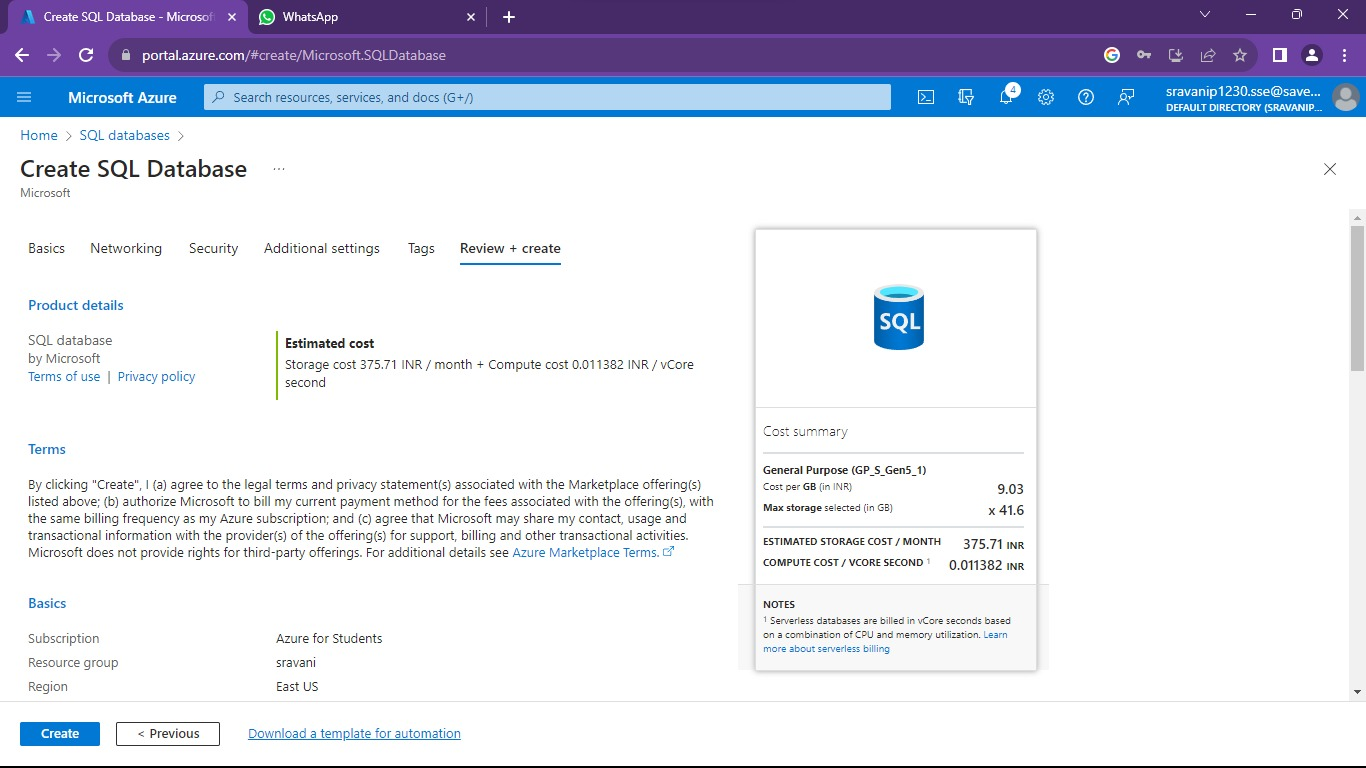 Create SQL Database - Microsof
WhatsApp
portal.azure.com/#create/Microsoft.SQLDatabase
Microsoft Azure
Search resources, services, and docs (G+/)
4
sravanip1230.sse@save...
DEFAULT DIRECTORY (SRAVANIP...
Home > SQL databases >
Create SQL Database ...
Microsoft
Basics Networking Security Additional settings Tags Review + create
Product details
SQL database
by Microsoft
Terms of use | Privacy policy
Estimated cost
Storage cost 375.71 INR / month + Compute cost 0.011382 INR / vCore
second
Terms
By clicking "Create", I (a) agree to the legal terms and privacy statement(s) associated with the Marketplace offering(s)
listed above; (b) authorize Microsoft to bill my current payment method for the fees associated with the offering(s), with
the same billing frequency as my Azure subscription; and (c) agree that Microsoft may share my contact, usage and
transactional information with the provider(s) of the offering(s) for support, billing and other transactional activities.
Microsoft does not provide rights for third-party offerings. For additional details see Azure Marketplace Terms.
Basics
Subscription Azure for Students
Resource group sravani
Region East US
SQL
Cost summary
General Purpose (GP_S_Gen5_1)
Cost per GB (in INR) 9.03
Max storage selected (in GB) x 41.6
ESTIMATED STORAGE COST / MONTH 375.71 INR
COMPUTE COST / VCORE SECOND 1 0.011382 INR
NOTES
1 Serverless databases are billed in vCore seconds based
on a combination of CPU and memory utilization. Learn
more about serverless billing
Create
< Previous
Download a template for automation